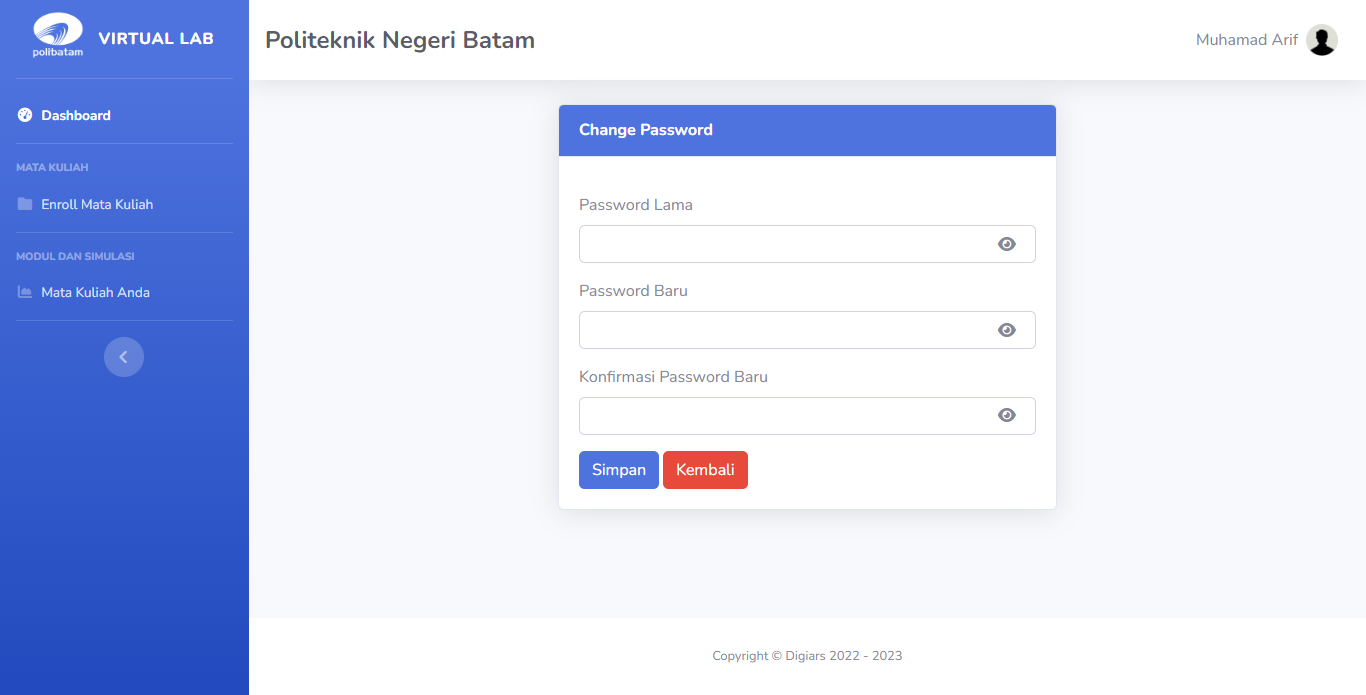 polibatam
VIRTUAL LAB
Politeknik Negeri Batam
Muhamad Arif
Dashboard
MATA KULIAH
Enroll Mata Kuliah
MODUL DAN SIMULASI
Mata Kuliah Anda
Change Password
Password Lama
Password Baru
Konfirmasi Password Baru
Simpan Kembali
Copyright © Digiars 2022 - 2023